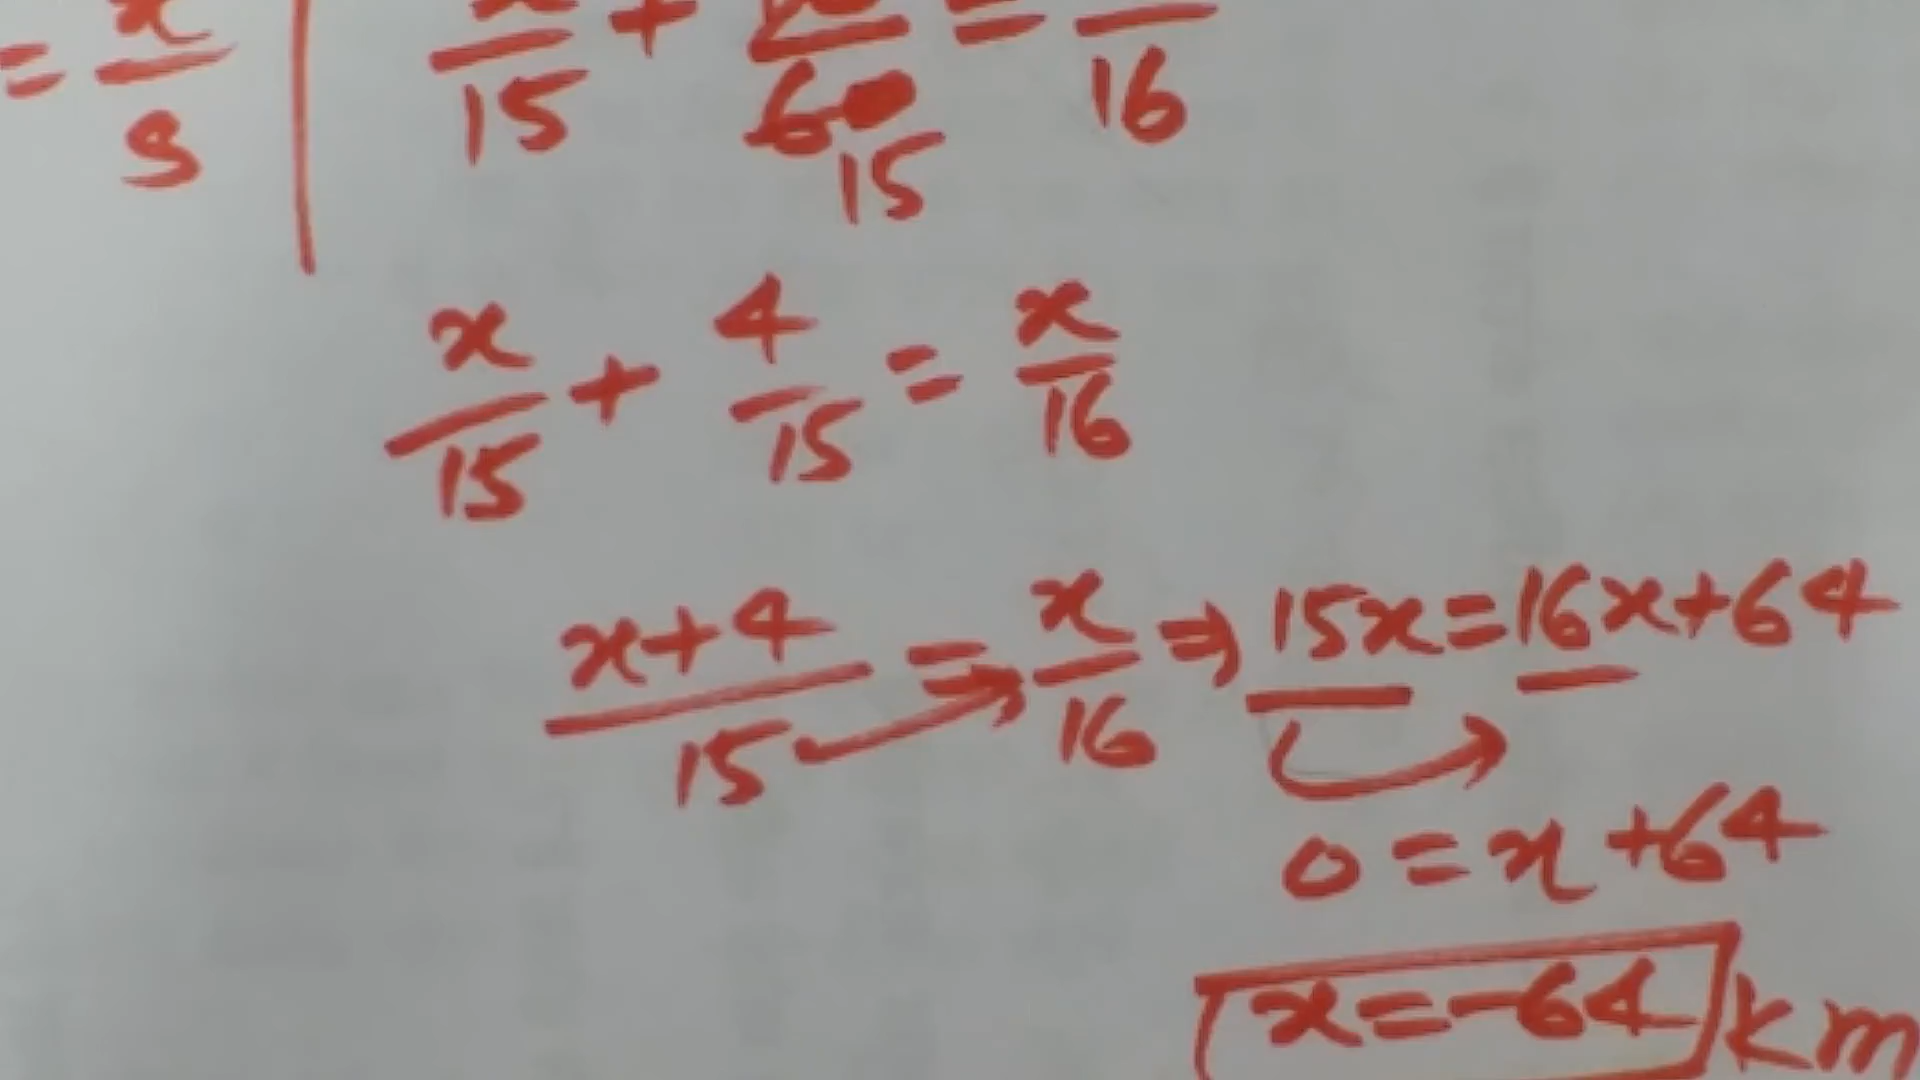 = x/9 | x/15 + /60 15 = /16
x/15 + 4/15 = x/16
x+4/15 = x/16 ⇒ 15x=16x+64
0=x+64
x=-64 km